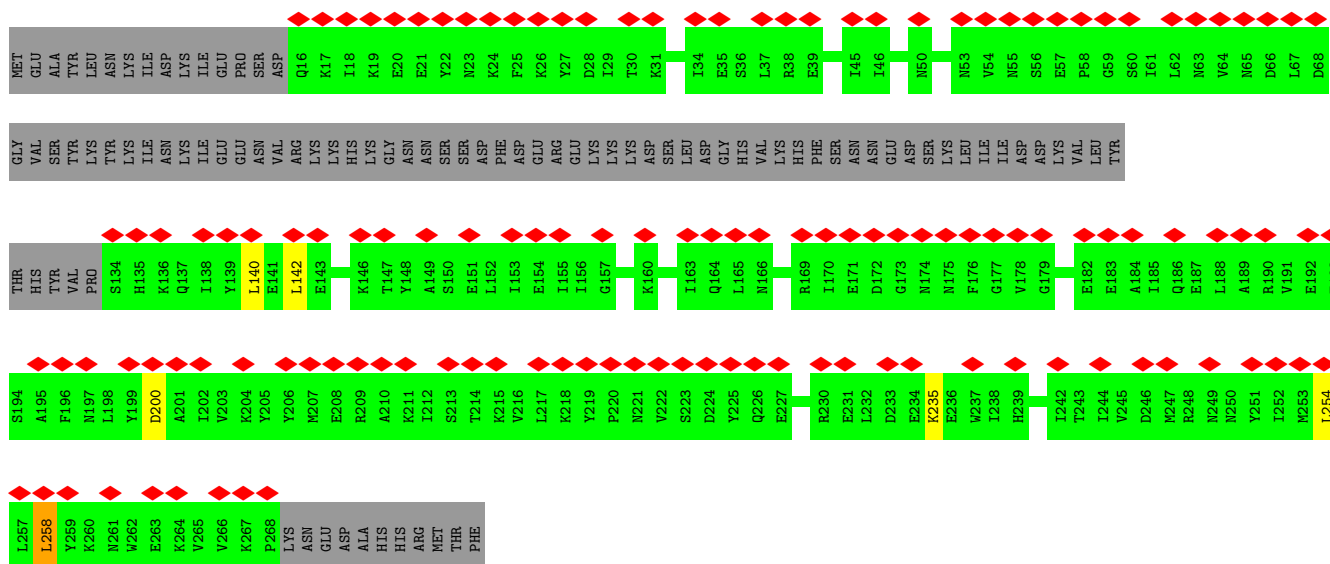 MET GLU ALA TYR LEU ASN LYS ILE ASP LYS ILE GLU PRO SER ASP Q16 K17 I18 K19 E20 E21 Y22 N23 K24 F25 K26 Y27 D28 I29 T30 K31 I34 E35 S36 L37 R38 E39 I45 I46 N50 N53 V54 N55 S56 E57 P58 G59 S60 I61 L62 N63 V64 N65 D66 L67 D68
GLY VAL SER TYR LYS TYR LYS ILE ASN LYS ILE GLU GLU ASN VAL ARG LYS LYS HIS LYS GLY ASN ASN SER SER ASP PHE ASP GLU ARG GLU LYS LYS LYS ASP SER LEU ASP GLY HIS VAL LYS HIS PHE SER ASN ASN GLU ASP SER LYS LEU ILE ILE ASP ASP LYS VAL LEU TYR
THR HIS TYR VAL PRO S134 H135 K136 Q137 I138 Y139 L140 E141 L142 E143 K146 T147 Y148 A149 S150 E151 L152 I153 E154 I155 I156 G157 K160 I163 Q164 L165 N166 R169 I170 E171 D172 G173 N174 N175 F176 G177 V178 G179 E182 E183 A184 I185 Q186 E187 L188 A189 R190 V191 E192
S194 A195 F196 N197 L198 Y199 D200 A201 I202 V203 K204 Y205 Y206 M207 E208 R209 A210 K211 I212 S213 T214 K215 V216 L217 K218 Y219 P220 N221 V222 S223 D224 Y225 Q226 E227 R230 E231 L232 D233 E234 K235 E236 W237 I238 H239 I242 T243 I244 V245 D246 M247 R248 N249 N250 Y251 I252 M253
L257 L258 Y259 K260 N261 W262 E263 K264 V265 V266 K267 P268 LYS ASN GLU ASP ALA HIS HIS ARG MET THR PHE